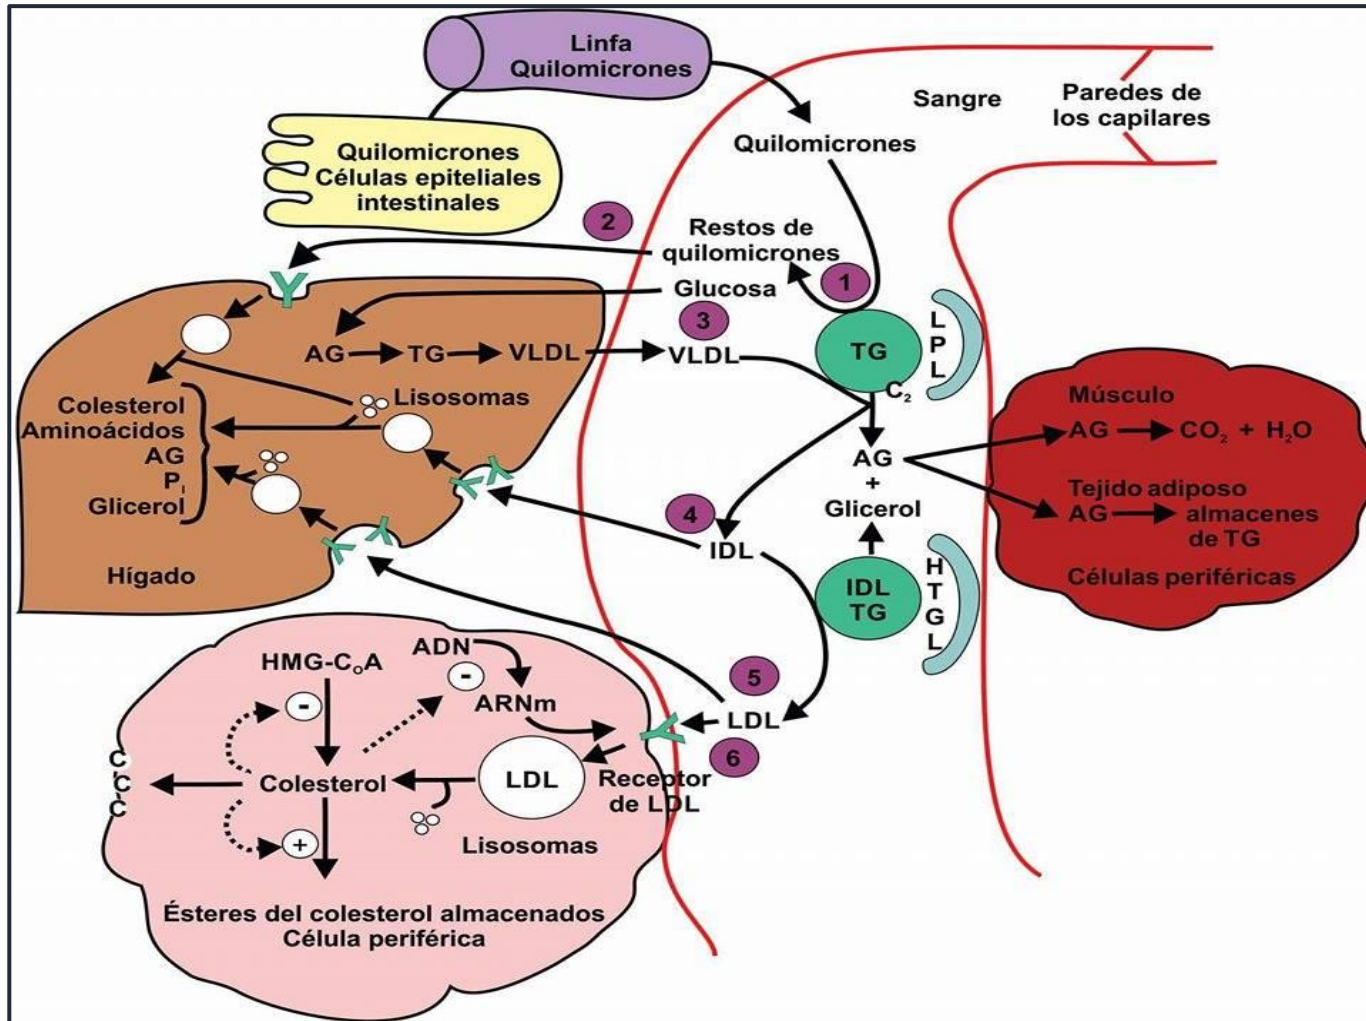 Linfa
Quilomicrones
Sangre
Paredes de
los capilares
Quilomicrones
Quilomicrones
Células epiteliales
intestinales
2
Restos de
quilomicrones
1
Glucosa
3
LPL
TG
C2
AG
TG
VLDL
VLDL
Lisosomas
Colesterol
Aminoácidos
AG
PI
Glicerol
Hígado
AG
+
Glicerol
Músculo
AG
CO2 + H2O
Tejido adiposo
AG
almacenes
de TG
Células periféricas
4
IDL
IDL
TG
HTGL
5
LDL
6
HMG-CoA
ADN
-
-
ARNm
C
C
C
Colesterol
LDL
Receptor
de LDL
+
Lisosomas
Ésteres del colesterol almacenados
Célula periférica